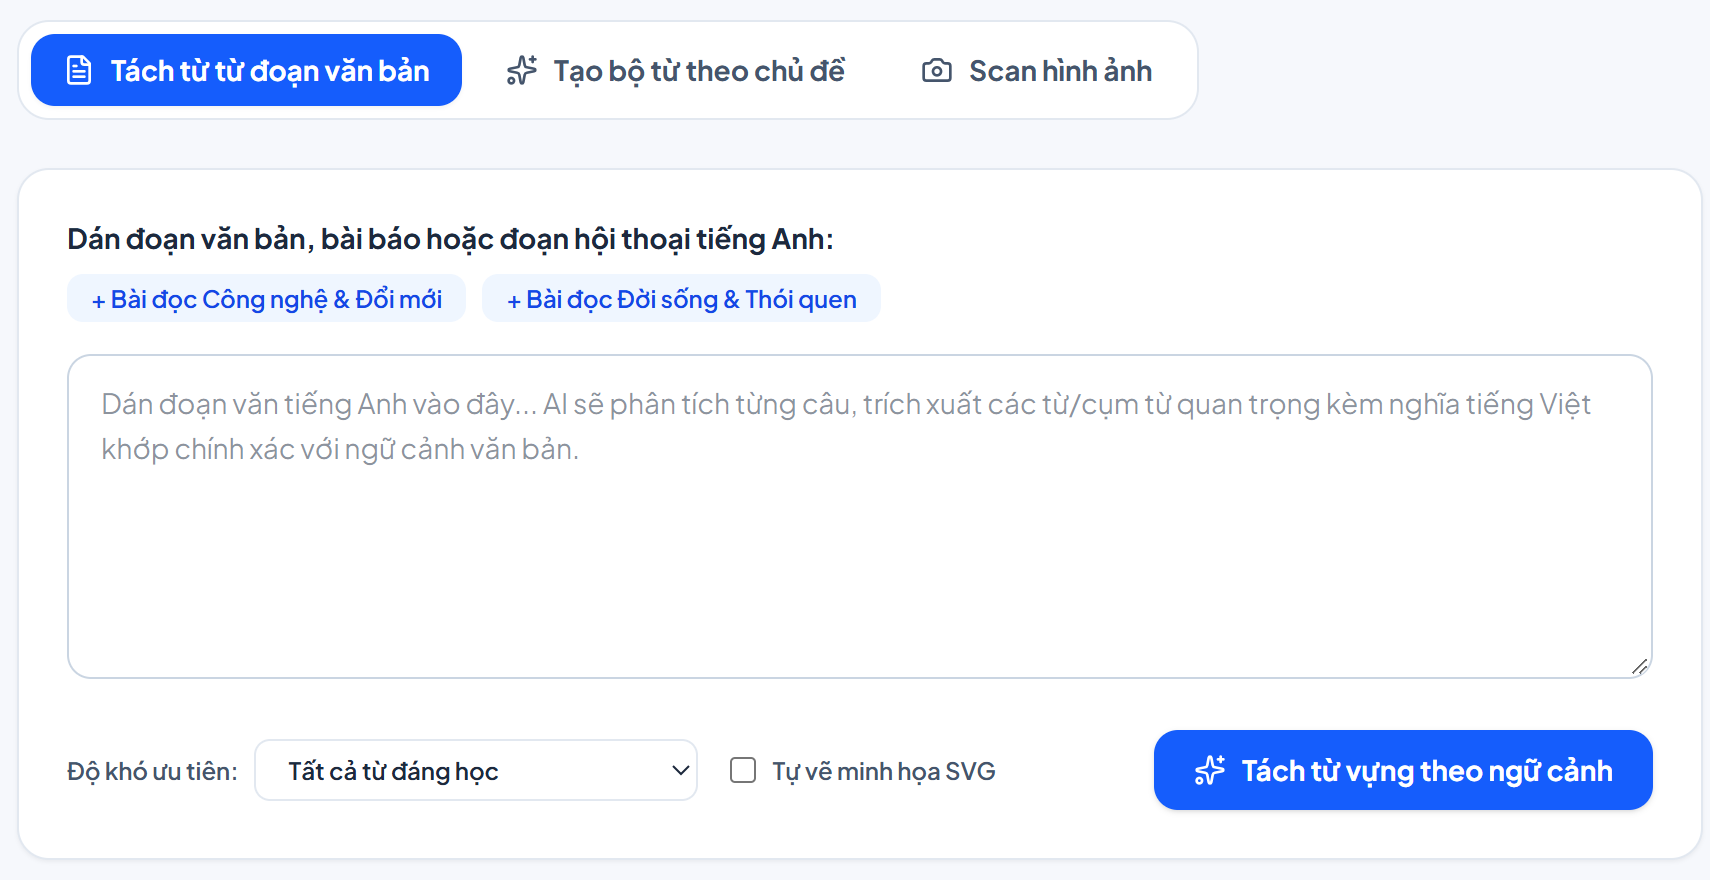 Tách từ từ đoạn văn bản
Tạo bộ từ theo chủ đề
Scan hình ảnh
Dán đoạn văn bản, bài báo hoặc đoạn hội thoại tiếng Anh:
+ Bài đọc Công nghệ & Đổi mới
+ Bài đọc Đời sống & Thói quen
Dán đoạn văn tiếng Anh vào đây... AI sẽ phân tích từng câu, trích xuất các từ/cụm từ quan trọng kèm nghĩa tiếng Việt
khớp chính xác với ngữ cảnh văn bản.
Độ khó ưu tiên:
Tất cả từ đáng học
Tự vẽ minh họa SVG
Tách từ vựng theo ngữ cảnh